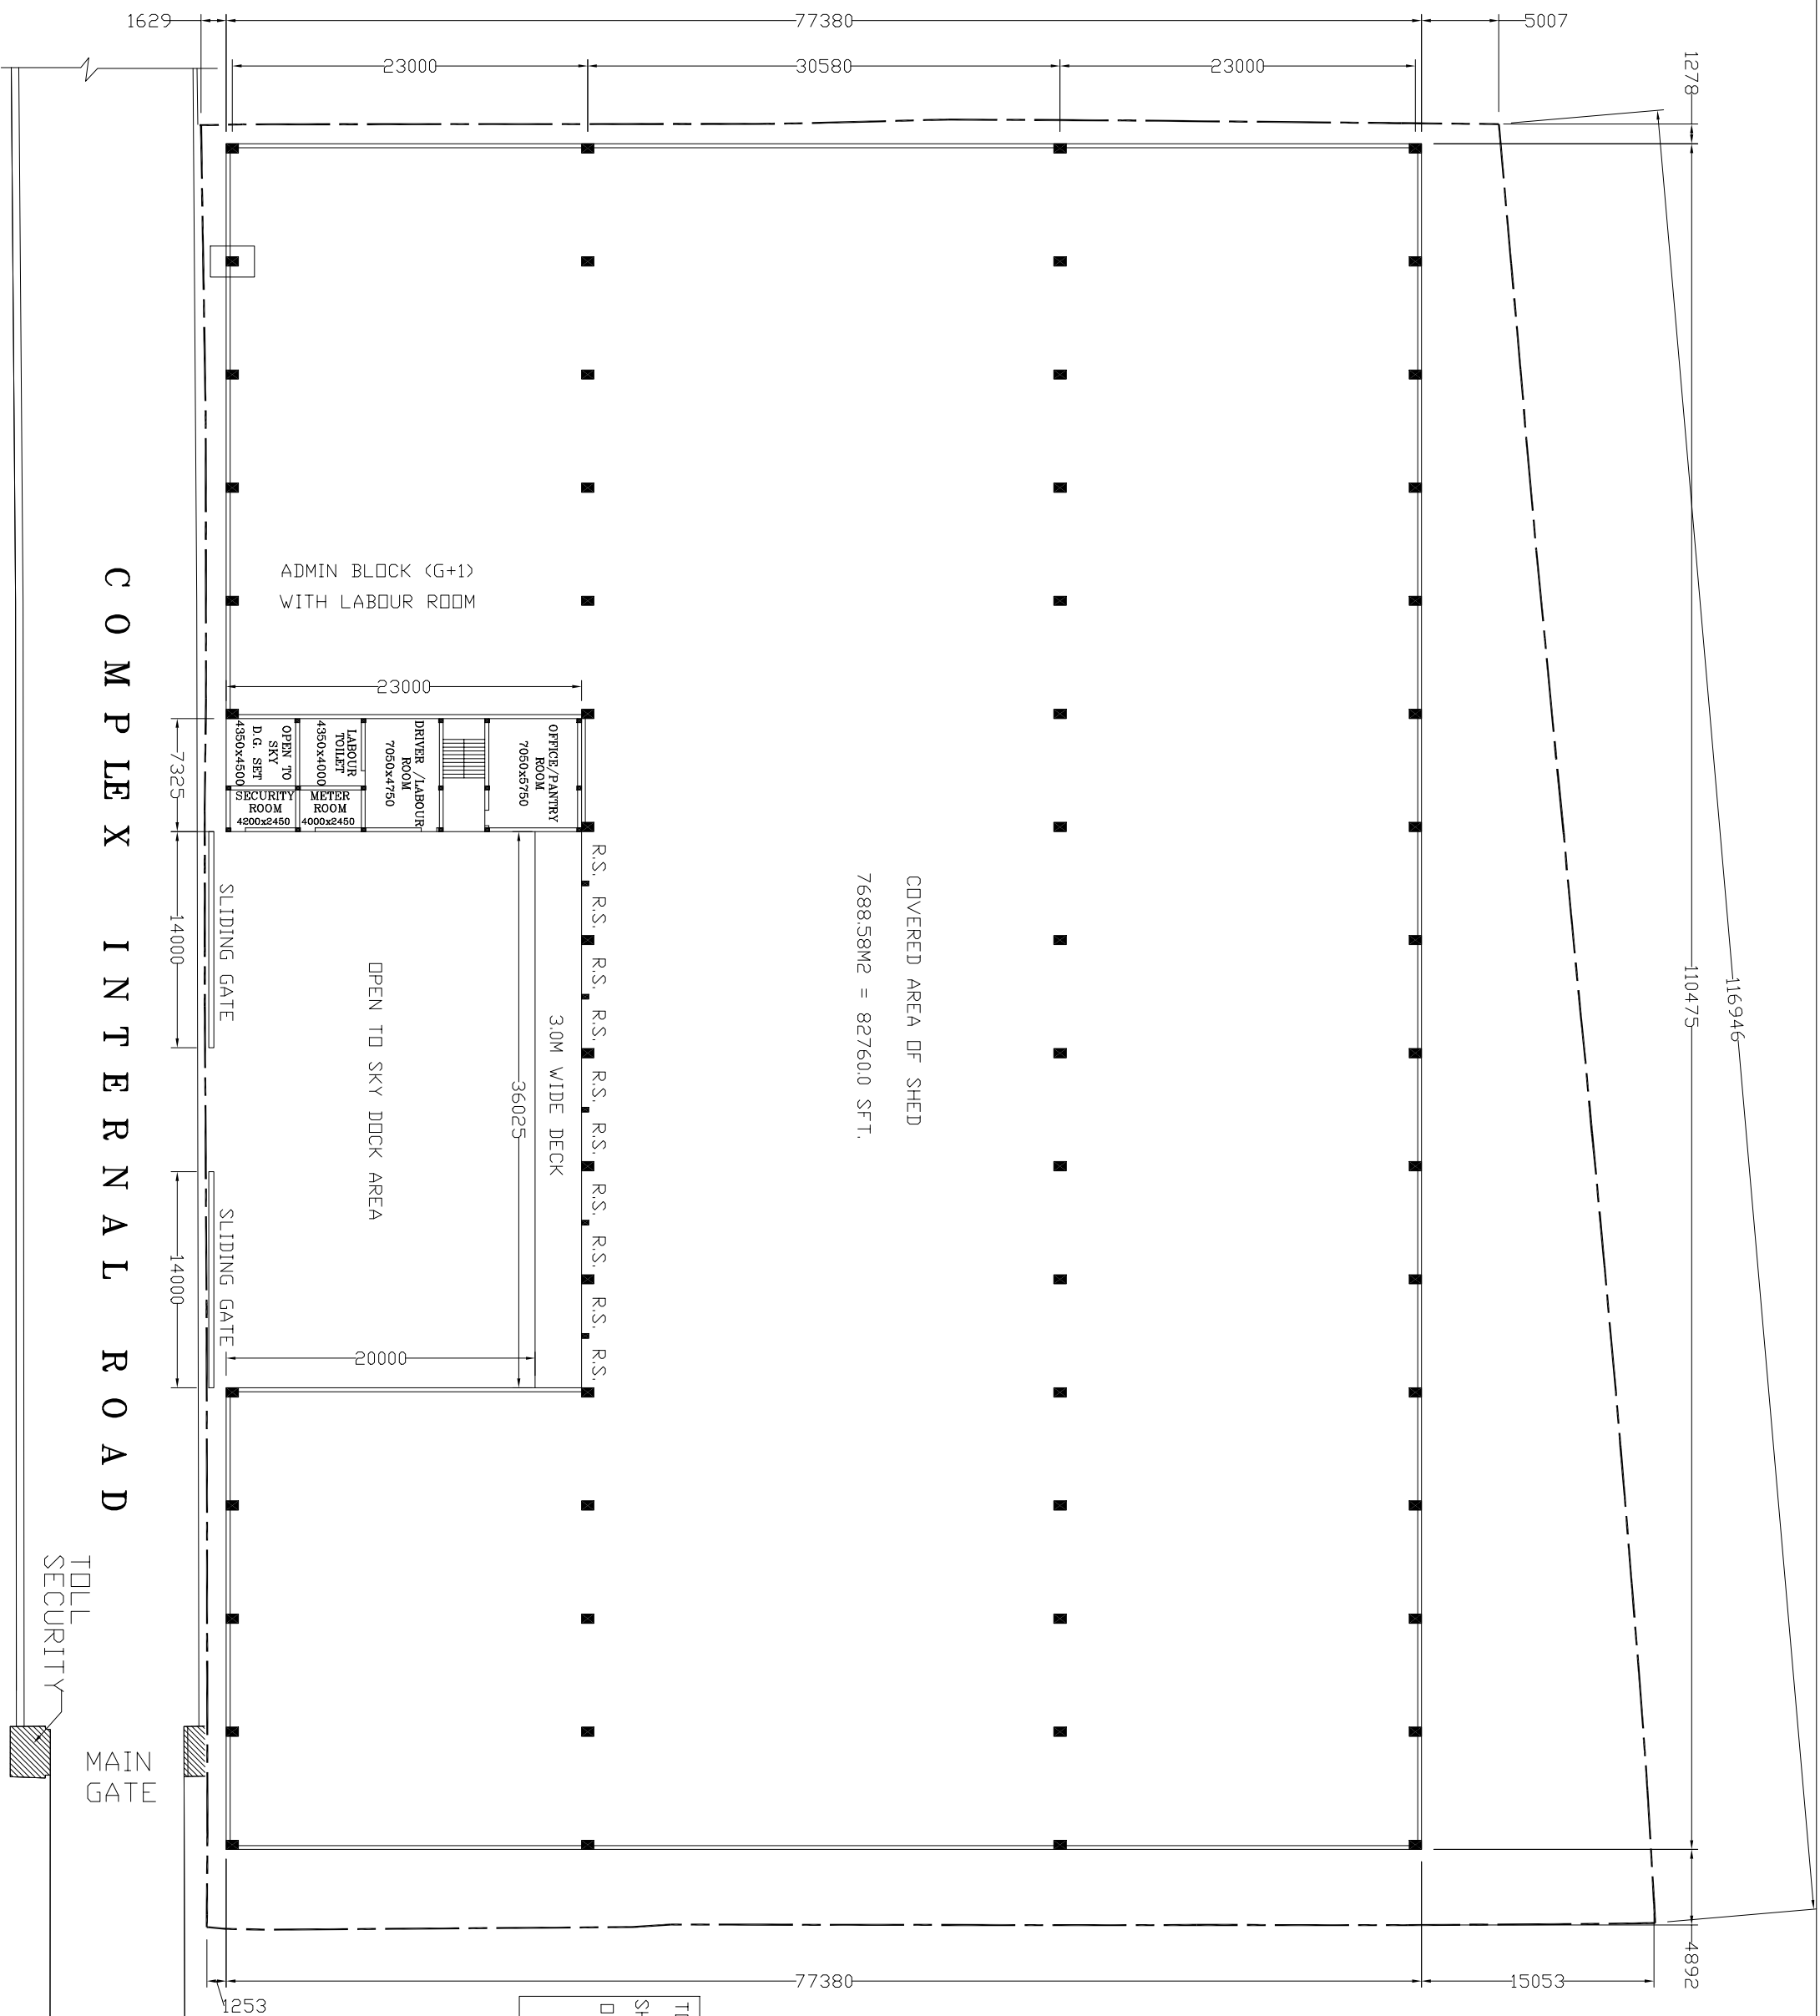 1629
77380
5007
23000
30580
23000
1278
ADMIN BLOCK (G+1)
WITH LABOUR ROOM
23000
OPEN TO
SKY
D.G. SET
4350x4500
LABOUR
TOILET
4350x4000
DRIVER /LABOUR
ROOM
7050x4750
OFFICE/PANTRY
ROOM
7050x5750
SECURITY
ROOM
4200x2450
METER
ROOM
4000x2450
7325
14000
SLIDING GATE
14000
SLIDING GATE
OPEN TO SKY DOCK AREA
36025
3.0M WIDE DECK
20000
R.S.
R.S.
R.S.
R.S.
R.S.
R.S.
R.S.
R.S.
R.S.
R.S.
COVERED AREA OF SHED
7688.58M2 = 82760.0 SFT.
110475
116946
COMPLEX INTERNAL ROAD
TOLL
SECURITY
MAIN
GATE
77380
15053
4892
1253